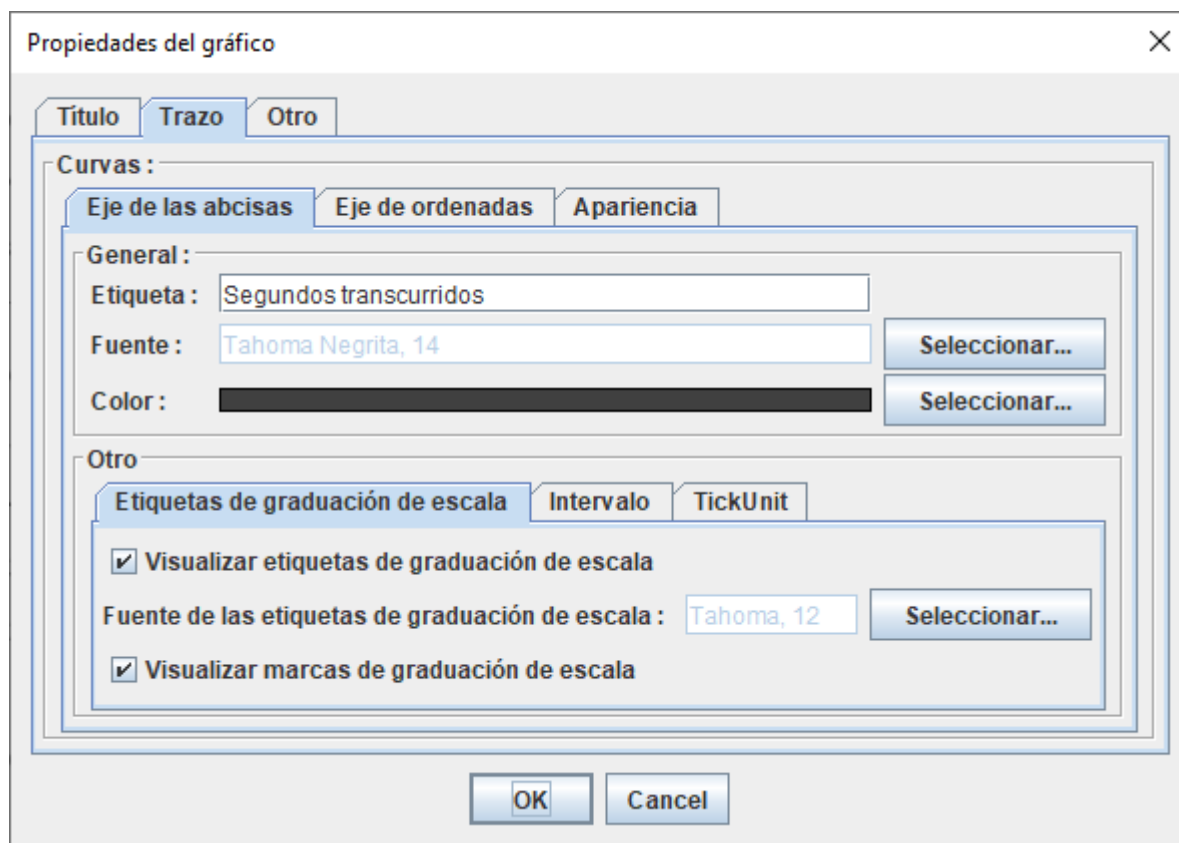 Propiedades del gráfico
Título Trazo Otro
Curvas :
Eje de las abcisas Eje de ordenadas Apariencia
General :
Etiqueta : Segundos transcurridos
Fuente : Tahoma Negrita, 14 Seleccionar...
Color : Seleccionar...
Otro
Etiquetas de graduación de escala Intervalo TickUnit
Visualizar etiquetas de graduación de escala
Fuente de las etiquetas de graduación de escala : Tahoma, 12 Seleccionar...
Visualizar marcas de graduación de escala
OK Cancel